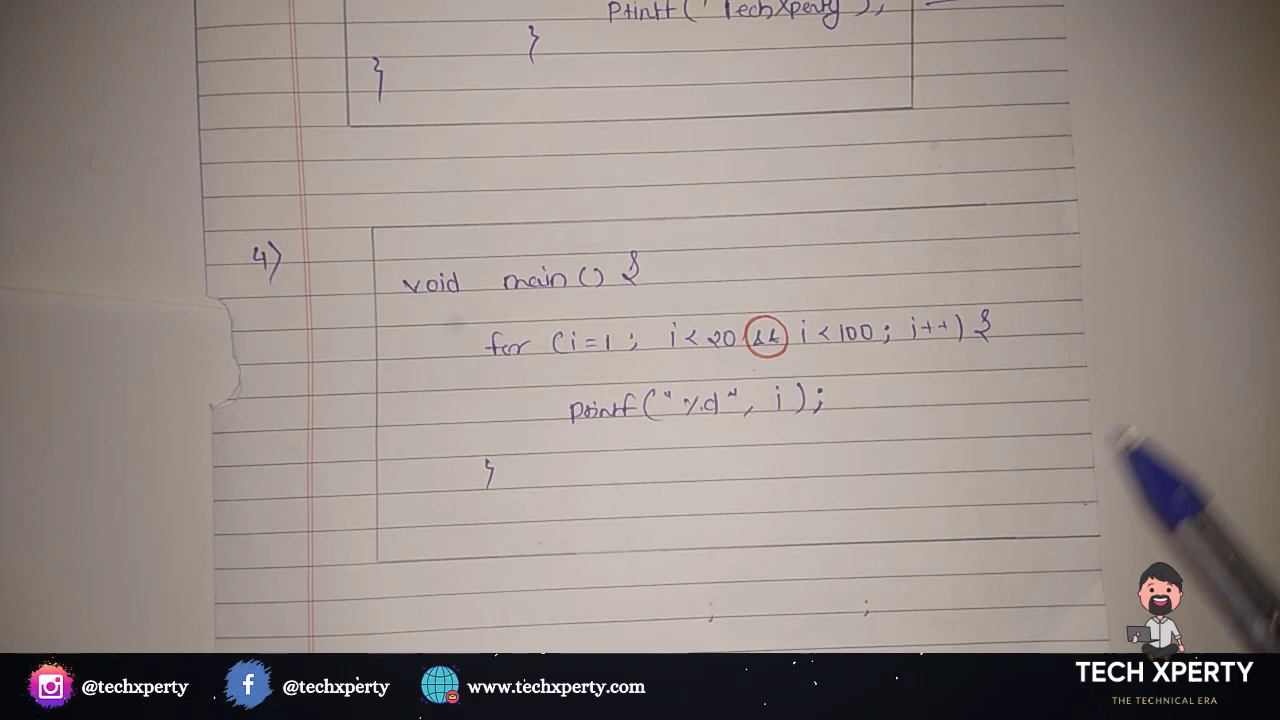 Printf(" TechXperty ");
}
}
4)
void main() {
for (i=1; i<20 && i<100; i++) {
printf("%d", i);
}
; ;
TECH XPERTY
THE TECHNICAL ERA
@techxperty @techxperty www.techxperty.com